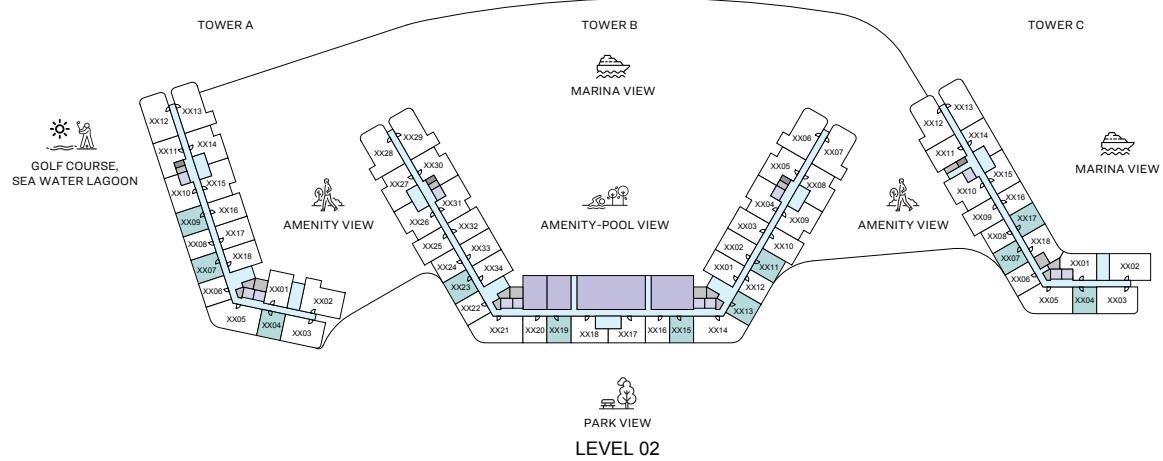 TOWER A
TOWER B
TOWER C
MARINA VIEW
GOLF COURSE,
SEA WATER LAGOON
AMENITY VIEW
AMENITY-POOL VIEW
AMENITY VIEW
MARINA VIEW
XX13
XX12
XX14
XX11
XX15
XX10
XX16
XX09
XX17
XX08
XX18
XX07
XX06
XX01
XX02
XX05
XX04
XX03
XX29
XX28
XX30
XX27
XX31
XX26
XX32
XX25
XX33
XX24
XX34
XX23
XX22
XX21
XX20
XX19
XX18
XX17
XX16
XX15
XX14
XX13
XX12
XX11
XX01
XX10
XX02
XX03
XX09
XX04
XX08
XX05
XX07
XX06
XX13
XX12
XX14
XX11
XX15
XX10
XX16
XX09
XX17
XX08
XX18
XX07
XX06
XX01
XX02
XX05
XX04
XX03
PARK VIEW
LEVEL 02